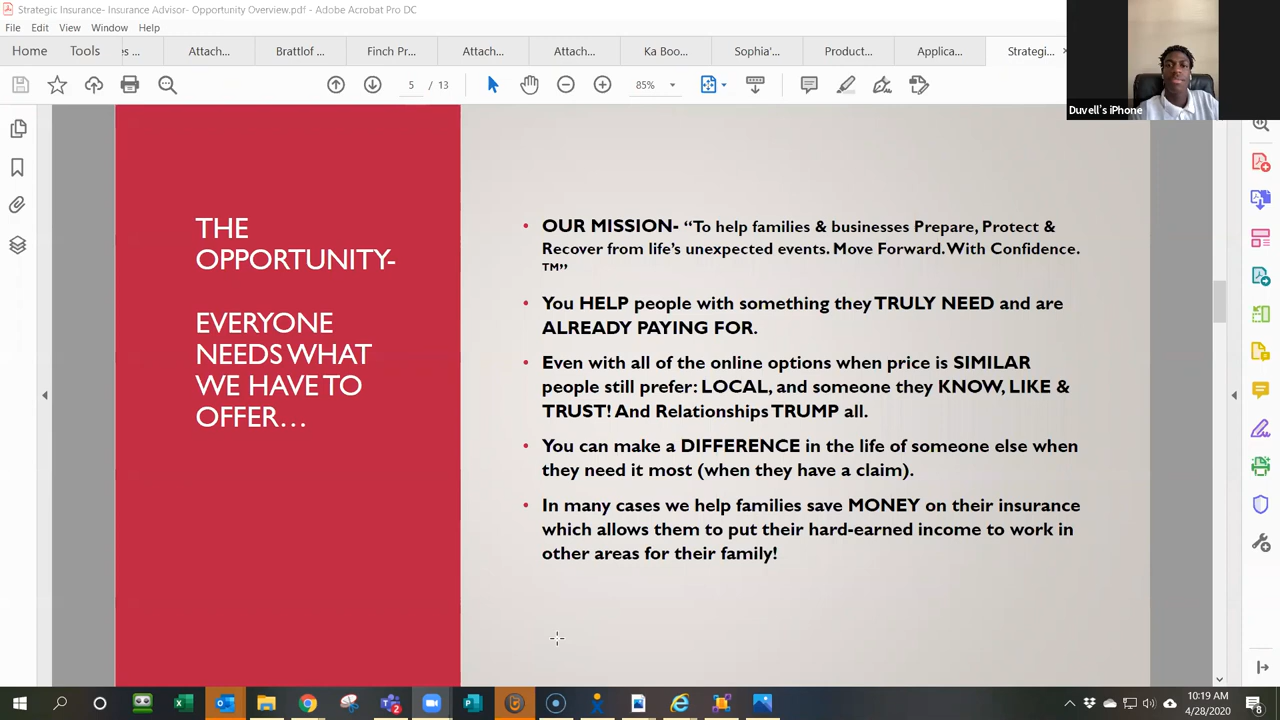 Strategic Insurance- Insurance Advisor- Opportunity Overview.pdf - Adobe Acrobat Pro DC
File Edit View Window Help
Home Tools es ... Attach... Brattlof ... Finch Pr... Attach... Attach... Ka Boo... Sophia'... Product... Applica... Strategi...
5 / 13 85%
Duvell's iPhone
THE
OPPORTUNITY-
EVERYONE
NEEDS WHAT
WE HAVE TO
OFFER...
• OUR MISSION- “To help families & businesses Prepare, Protect &
Recover from life’s unexpected events. Move Forward. With Confidence.
™”
• You HELP people with something they TRULY NEED and are
ALREADY PAYING FOR.
• Even with all of the online options when price is SIMILAR
people still prefer: LOCAL, and someone they KNOW, LIKE &
TRUST! And Relationships TRUMP all.
• You can make a DIFFERENCE in the life of someone else when
they need it most (when they have a claim).
• In many cases we help families save MONEY on their insurance
which allows them to put their hard-earned income to work in
other areas for their family!
10:19 AM
4/28/2020
8